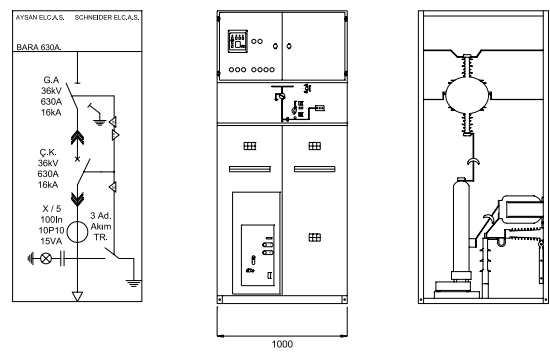 AYSAN ELC.A.S. SCHNEIDER ELC.A.S.
BARA 630A.
G.A
36kV
630A
16kA
Ç.K.
36kV
630A
16kA
X / 5
100In
10P10
15VA
3 Ad.
Akım
TR.
1000